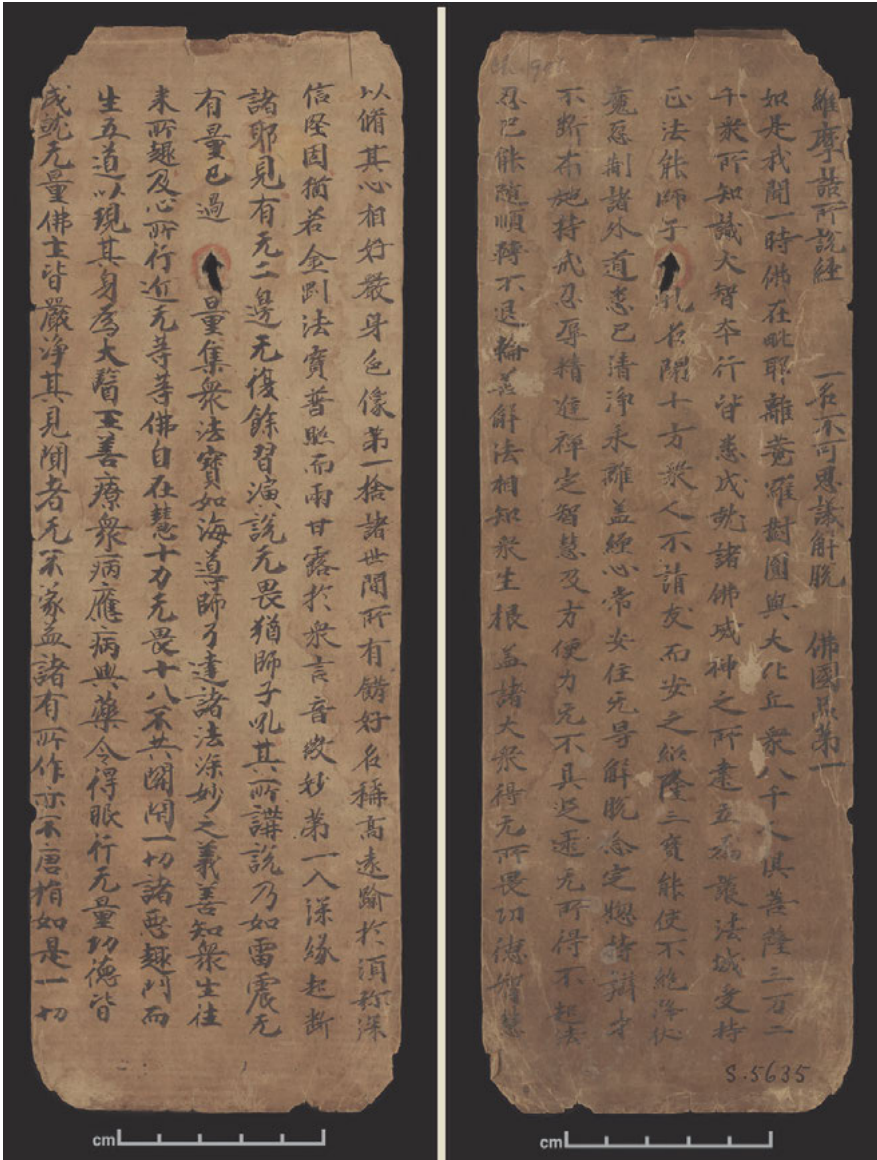 維摩詰所說經 一名不可思議解脫 佛國品第一
如是我聞一時佛在毗耶離菴羅樹園與大比丘眾八千人俱菩薩三万二
千眾所知識大智本行皆悉成就諸佛威神之所建立為護法城受持
正法能師子吼名聞十方眾人不請友而安之紹隆三寶能使不絕降伏
魔怨制諸外道悉已清淨永離蓋纏心常安住无㝵解脫念定揔持辯才
不斷布施持戒忍辱精進禪定智慧及方便力无不具足逮无所得不起法
忍已能隨順轉不退輪善解法相知眾生根蓋諸大眾得无所畏功德智慧
S.5635
cm
以脩其心相好嚴身色像第一捨諸世間所有餝好名稱高遠踰於須弥深
信堅固猶若金剛法寶普照而雨甘露於眾言音微妙第一入深緣起斷
諸耶見有无二邊无復餘習演說无畏猶師子吼其所講說乃如雷震无
有量已過量集眾法寶如海導師了達諸法深妙之義善知眾生往
来所趣及心所行近无等等佛自在慧十力无畏十八不共關閉一切諸惡趣門而
生五道以現其身為大醫王善療眾病應病與藥令得服行无量功德皆
成就无量佛土皆嚴淨其見聞者无不蒙益諸有所作亦不唐捐如是一切
cm